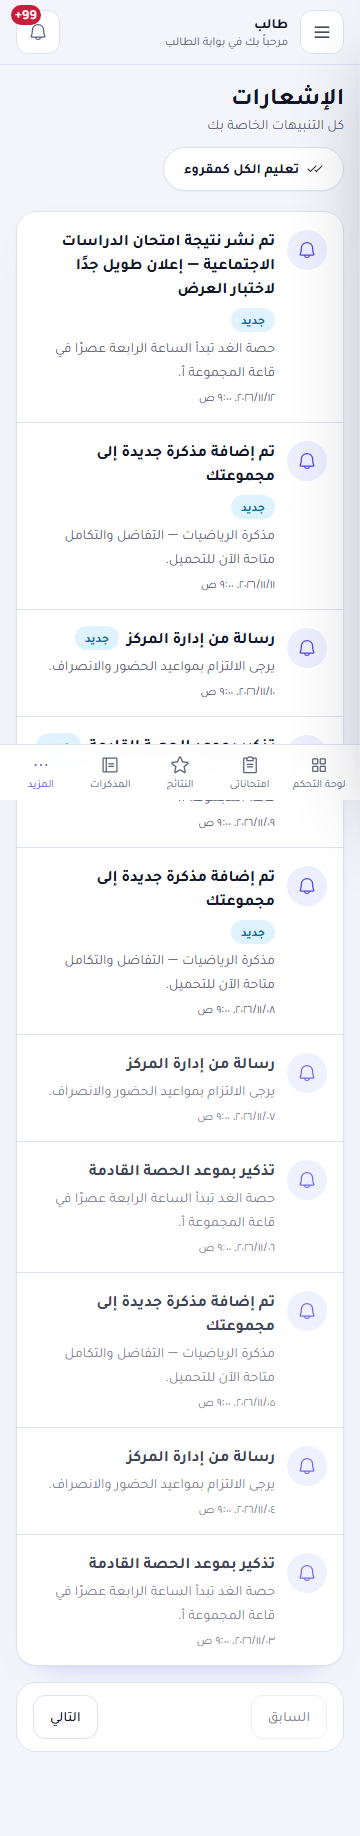 طالب
مرحباً بك في بوابة الطالب
+99
الإشعارات
كل التنبيهات الخاصة بك
تعليم الكل كمقروء
تم نشر نتيجة امتحان الدراسات
الاجتماعية — إعلان طويل جدًا
لاختبار العرض
جديد
حصة الغد تبدأ الساعة الرابعة عصرًا في
قاعة المجموعة أ.
٢٠٢٦/١١/١٢، ٩:٠٠ ص
تم إضافة مذكرة جديدة إلى
مجموعتك
جديد
مذكرة الرياضيات — التفاضل والتكامل
متاحة الآن للتحميل.
٢٠٢٦/١١/١١، ٩:٠٠ ص
رسالة من إدارة المركز جديد
يرجى الالتزام بمواعيد الحضور والانصراف.
٢٠٢٦/١١/١٠، ٩:٠٠ ص
لوحة التحكم
امتحاناتى
النتائج
المذكرات
المزيد
٢٠٢٦/١١/٠٩، ٩:٠٠ ص
تم إضافة مذكرة جديدة إلى
مجموعتك
جديد
مذكرة الرياضيات — التفاضل والتكامل
متاحة الآن للتحميل.
٢٠٢٦/١١/٠٨، ٩:٠٠ ص
رسالة من إدارة المركز
يرجى الالتزام بمواعيد الحضور والانصراف.
٢٠٢٦/١١/٠٧، ٩:٠٠ ص
تذكير بموعد الحصة القادمة
حصة الغد تبدأ الساعة الرابعة عصرًا في
قاعة المجموعة أ.
٢٠٢٦/١١/٠٦، ٩:٠٠ ص
تم إضافة مذكرة جديدة إلى
مجموعتك
مذكرة الرياضيات — التفاضل والتكامل
متاحة الآن للتحميل.
٢٠٢٦/١١/٠٥، ٩:٠٠ ص
رسالة من إدارة المركز
يرجى الالتزام بمواعيد الحضور والانصراف.
٢٠٢٦/١١/٠٤، ٩:٠٠ ص
تذكير بموعد الحصة القادمة
حصة الغد تبدأ الساعة الرابعة عصرًا في
قاعة المجموعة أ.
٢٠٢٦/١١/٠٣، ٩:٠٠ ص
السابق
التالي